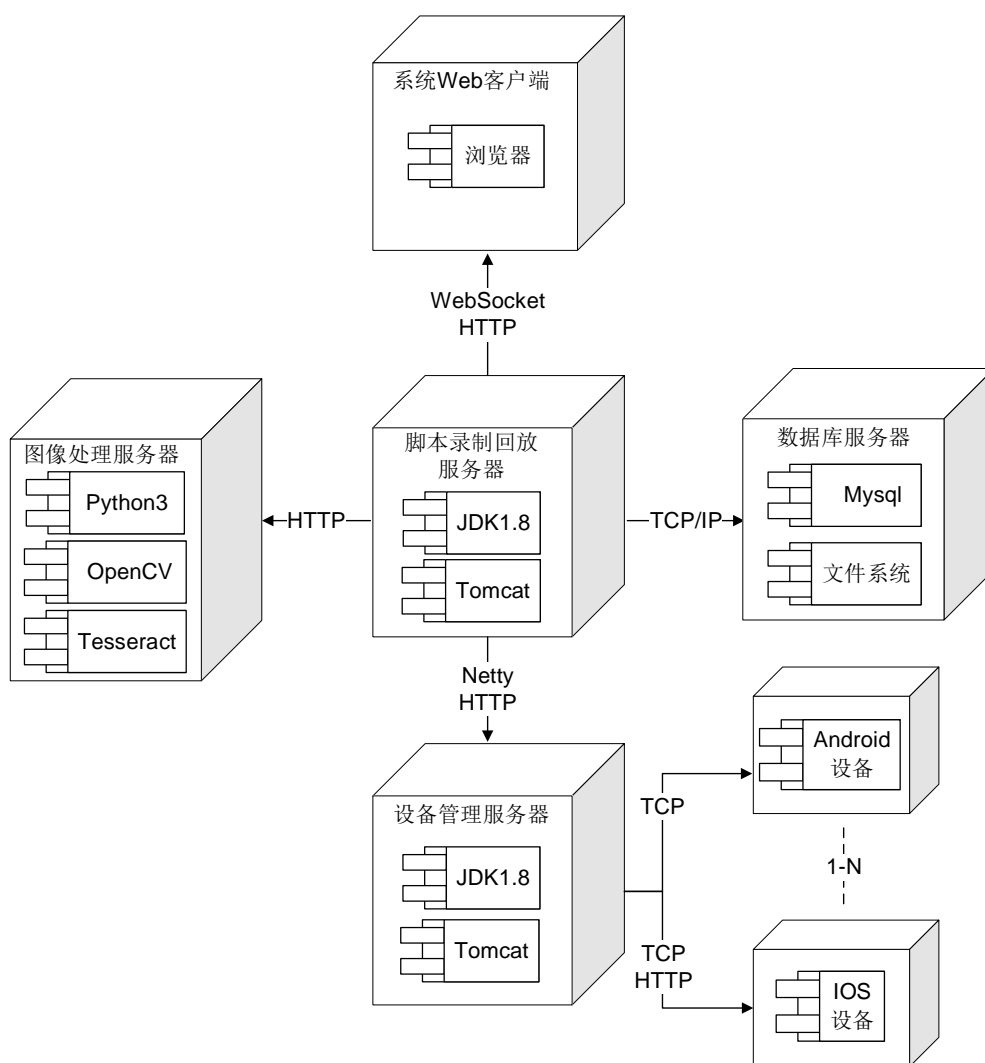 系统Web客户端
浏览器
WebSocket
HTTP
图像处理服务器
Python3
OpenCV
Tesseract
HTTP
脚本录制回放
服务器
JDK1.8
Tomcat
TCP/IP
数据库服务器
Mysql
文件系统
Netty
HTTP
设备管理服务器
JDK1.8
Tomcat
TCP
TCP
HTTP
Android
设备
1-N
IOS
设备